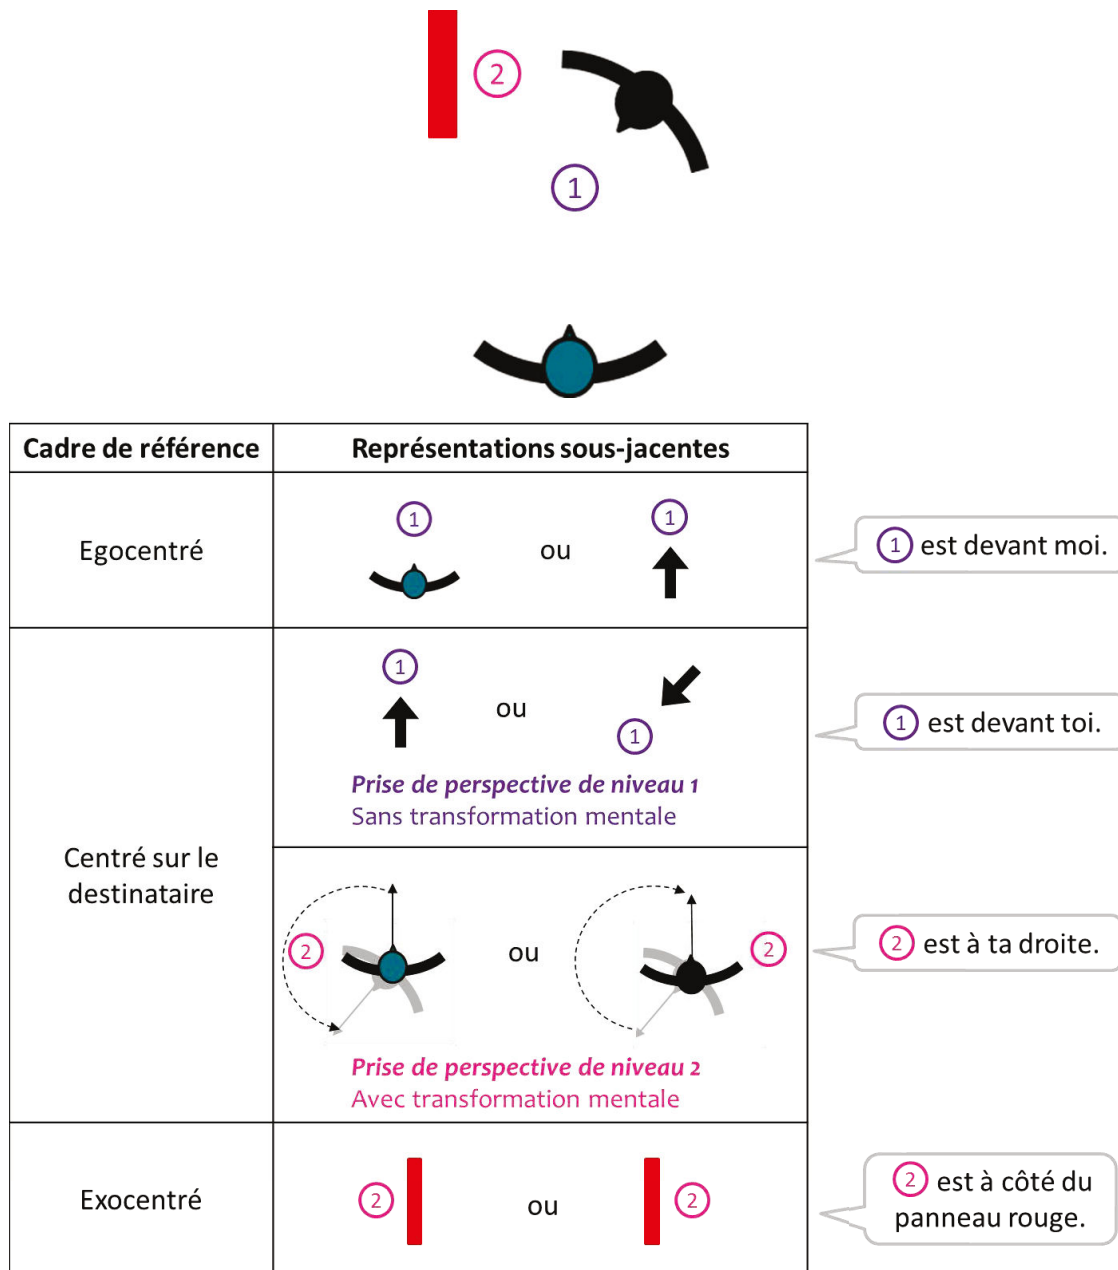 2
1
Cadre de référence
Représentations sous-jacentes
Egocentré
1
ou
1
1 est devant moi.
Centré sur le
destinataire
1
ou
1
Prise de perspective de niveau 1
Sans transformation mentale
1 est devant toi.
2
ou
2
Prise de perspective de niveau 2
Avec transformation mentale
2 est à ta droite.
Exocentré
2
ou
2
2 est à côté du
panneau rouge.